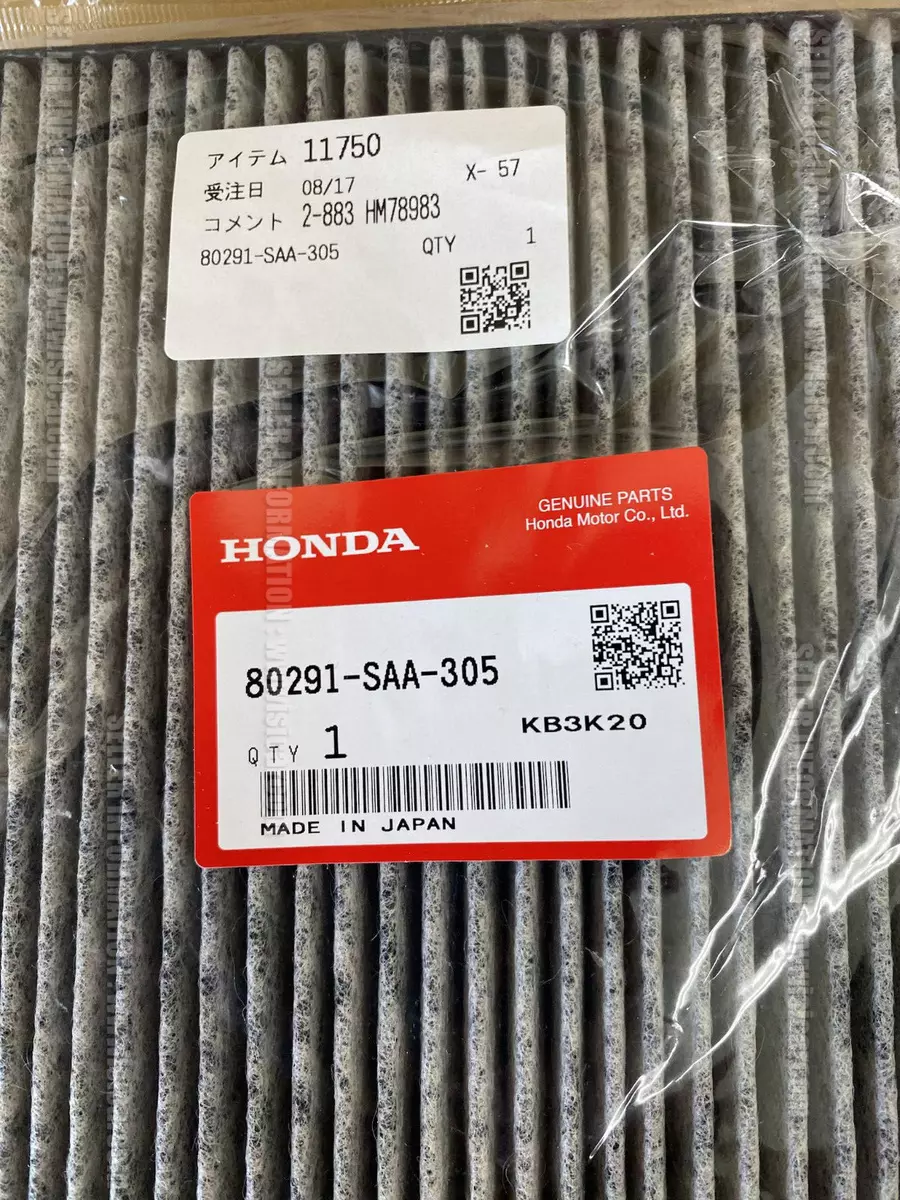 アイテム 11750
X- 57
受注日 08/17
コメント 2-883 HM78983
80291-SAA-305 QTY 1
GENUINE PARTS
HONDA Honda Motor Co., Ltd.
80291-SAA-305
KB3K20
QTY 1
MADE IN JAPAN